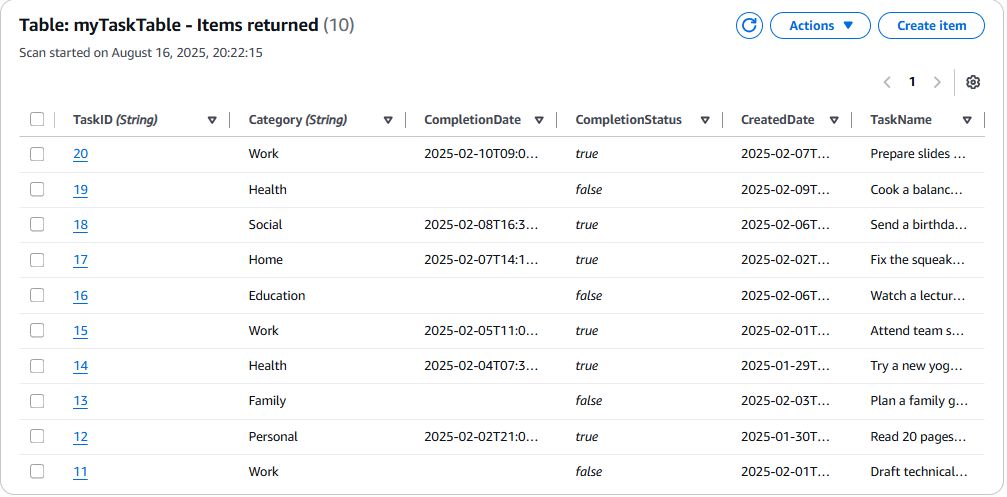 Table: myTaskTable - Items returned (10)
Actions
Create item
Scan started on August 16, 2025, 20:22:15
1
TaskID (String) Category (String) CompletionDate CompletionStatus CreatedDate TaskName
20 Work 2025-02-10T09:0... true 2025-02-07T... Prepare slides ...
19 Health false 2025-02-09T... Cook a balanc...
18 Social 2025-02-08T16:3... true 2025-02-06T... Send a birthda...
17 Home 2025-02-07T14:1... true 2025-02-02T... Fix the squeak...
16 Education false 2025-02-06T... Watch a lectur...
15 Work 2025-02-05T11:0... true 2025-02-01T... Attend team s...
14 Health 2025-02-04T07:3... true 2025-01-29T... Try a new yog...
13 Family false 2025-02-03T... Plan a family g...
12 Personal 2025-02-02T21:0... true 2025-01-30T... Read 20 pages...
11 Work false 2025-02-01T... Draft technical...